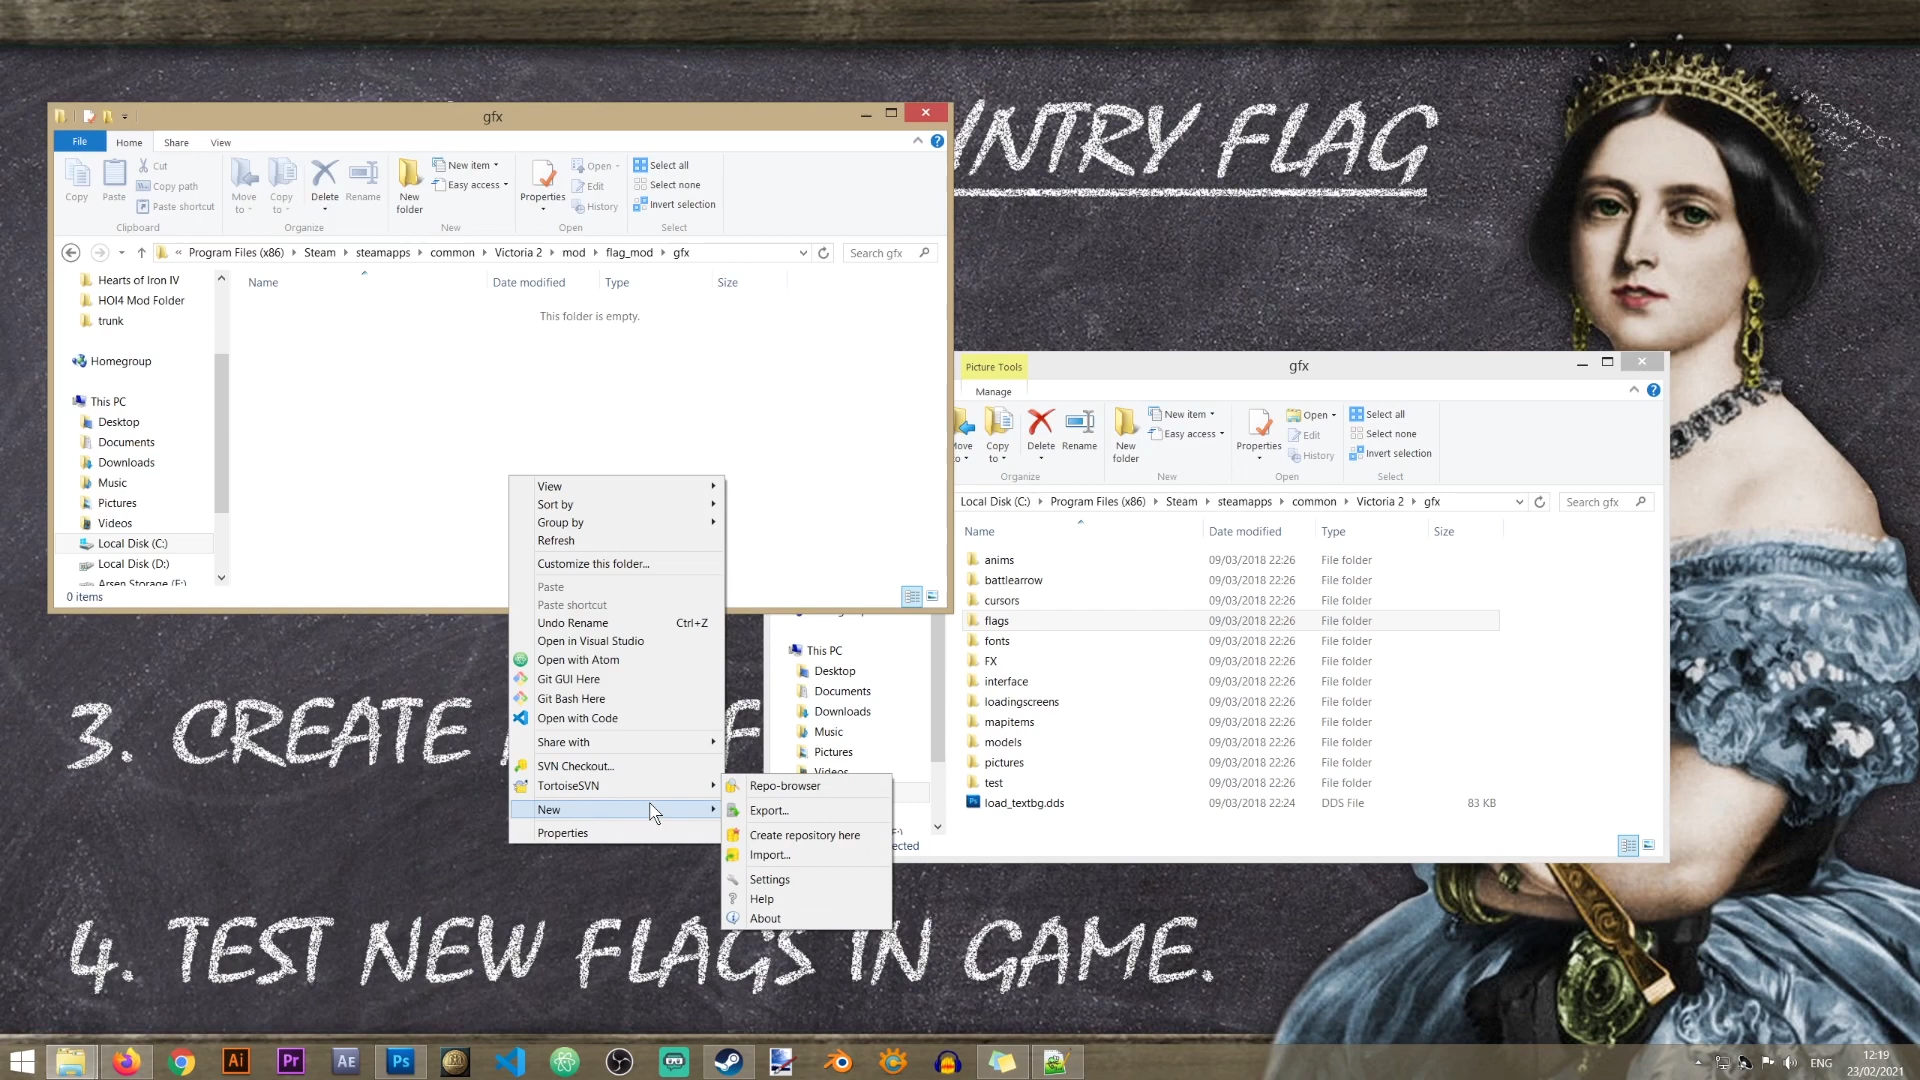 UNTRY FLAG
gfx
File
Home
Share
View
Copy
Paste
Cut
Copy path
Paste shortcut
Move to
Copy to
Delete
Rename
New folder
New item
Easy access
Properties
Open
Edit
History
Select all
Select none
Invert selection
Clipboard
Organize
New
Open
Select
« Program Files (x86) Steam steamapps common Victoria 2 mod flag_mod gfx
Search gfx
Hearts of Iron IV
HOI4 Mod Folder
trunk
Homegroup
This PC
Desktop
Documents
Downloads
Music
Pictures
Videos
Local Disk (C:)
Local Disk (D:)
Arsen Storage (E:)
Name Date modified Type Size
This folder is empty.
0 items
View
Sort by
Group by
Refresh
Customize this folder...
Paste
Paste shortcut
Undo Rename Ctrl+Z
Open in Visual Studio
Open with Atom
Git GUI Here
Git Bash Here
Open with Code
Share with
SVN Checkout...
TortoiseSVN
New
Properties
Repo-browser
Export...
Create repository here
Import...
Settings
Help
About
Picture Tools
gfx
Manage
Move to
Copy to
Delete
Rename
New folder
New item
Easy access
Properties
Open
Edit
History
Select all
Select none
Invert selection
Organize
New
Open
Select
Local Disk (C:) Program Files (x86) Steam steamapps common Victoria 2 gfx
Search gfx
This PC
Desktop
Documents
Downloads
Music
Pictures
Videos
Name Date modified Type Size
anims 09/03/2018 22:26 File folder
battlearrow 09/03/2018 22:26 File folder
cursors 09/03/2018 22:26 File folder
flags 09/03/2018 22:26 File folder
fonts 09/03/2018 22:26 File folder
FX 09/03/2018 22:26 File folder
interface 09/03/2018 22:26 File folder
loadingscreens 09/03/2018 22:26 File folder
mapitems 09/03/2018 22:26 File folder
models 09/03/2018 22:26 File folder
pictures 09/03/2018 22:26 File folder
test 09/03/2018 22:26 File folder
load_textbg.dds 09/03/2018 22:24 DDS File 83 KB
ected
3. CREATE
4. TEST NEW FLAGS IN GAME.
Ai
Pr
AE
Ps
ENG
12:19
23/02/2021